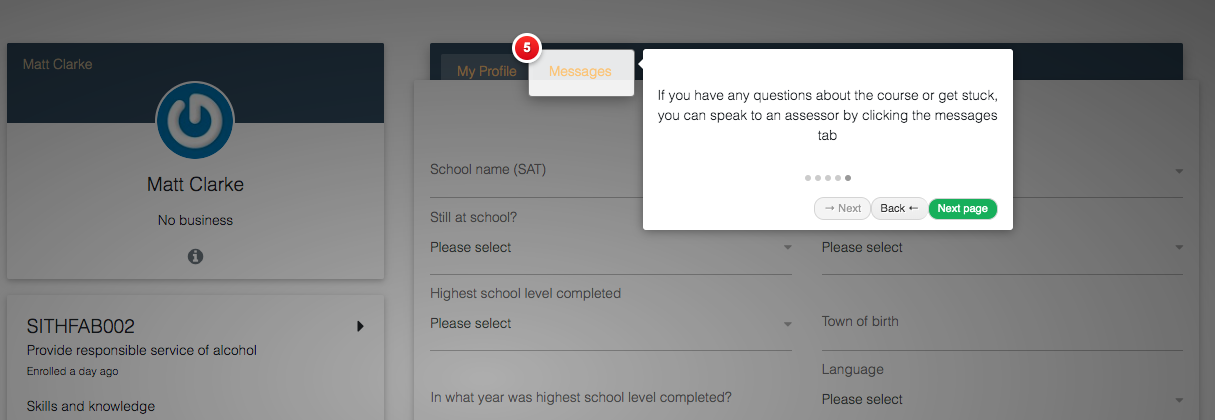 Matt Clarke
Matt Clarke
No business
SITHFAB002
Provide responsible service of alcohol
Enrolled a day ago
Skills and knowledge
5
My Profile
Messages
If you have any questions about the course or get stuck,
you can speak to an assessor by clicking the messages
tab
→ Next
Back ←
Next page
School name (SAT)
Still at school?
Please select
Please select
Highest school level completed
Please select
Town of birth
Language
In what year was highest school level completed?
Please select